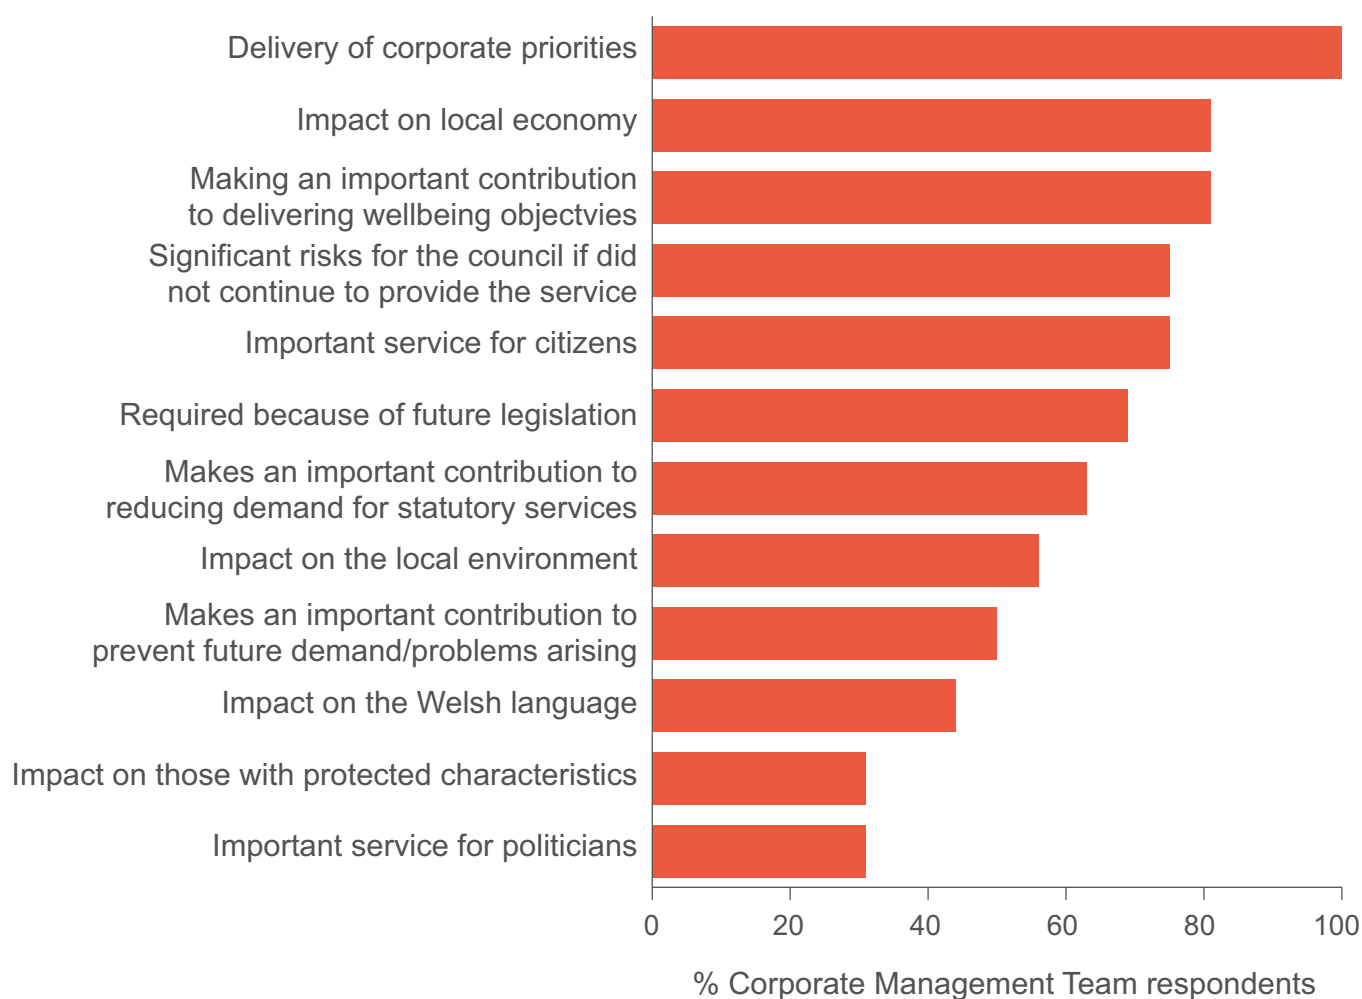 Delivery of corporate priorities
Impact on local economy
Making an important contribution
to delivering wellbeing objectvies
Significant risks for the council if did
not continue to provide the service
Important service for citizens
Required because of future legislation
Makes an important contribution to
reducing demand for statutory services
Impact on the local environment
Makes an important contribution to
prevent future demand/problems arising
Impact on the Welsh language
Impact on those with protected characteristics
Important service for politicians
0 20 40 60 80 100
% Corporate Management Team respondents